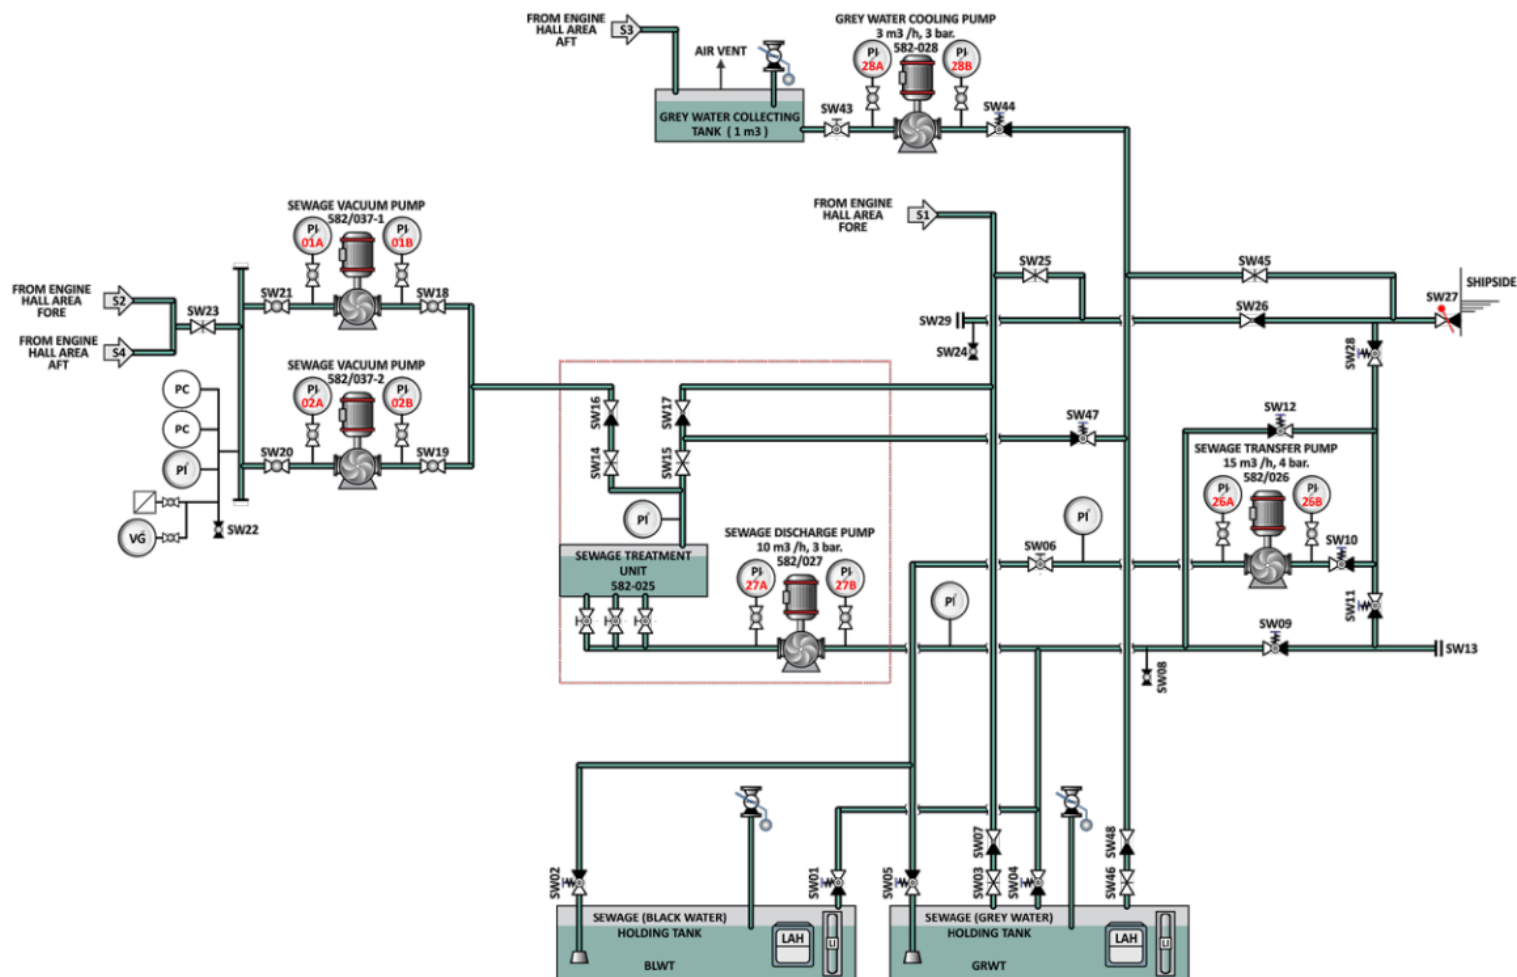 FROM ENGINE
HALL AREA
AFT
S3
AIR VENT
GREY WATER COOLING PUMP
3 m3 /h, 3 bar.
582-028
PI
28A
PI
28B
SW43
SW44
GREY WATER COLLECTING
TANK ( 1 m3 )
FROM ENGINE
HALL AREA
FORE
S1
SEWAGE VACUUM PUMP
582/037-1
PI
01A
PI
01B
SW21
SW18
FROM ENGINE
HALL AREA
FORE
S2
SW23
FROM ENGINE
HALL AREA
AFT
S4
SW25
SW45
SW29
SW24
SW26
SW27
SHIPSIDE
SW28
SEWAGE VACUUM PUMP
582/037-2
PI
02A
PI
02B
SW20
SW19
PC
PC
PI
VG
SW22
SW16
SW17
SW14
SW15
PI
SW47
SW12
SEWAGE TRANSFER PUMP
15 m3 /h, 4 bar.
582/026
PI
26A
PI
26B
SW10
PI
SW06
SW11
SEWAGE TREATMENT
UNIT
582-025
SEWAGE DISCHARGE PUMP
10 m3 /h, 3 bar.
582/027
PI
27A
PI
27B
PI
SW09
SW13
SW08
SW02
SW01
SW05
SW07
SW03
SW04
SW48
SW46
SEWAGE (BLACK WATER)
HOLDING TANK
BLWT
LAH
LI
SEWAGE (GREY WATER)
HOLDING TANK
GRWT
LAH
LI